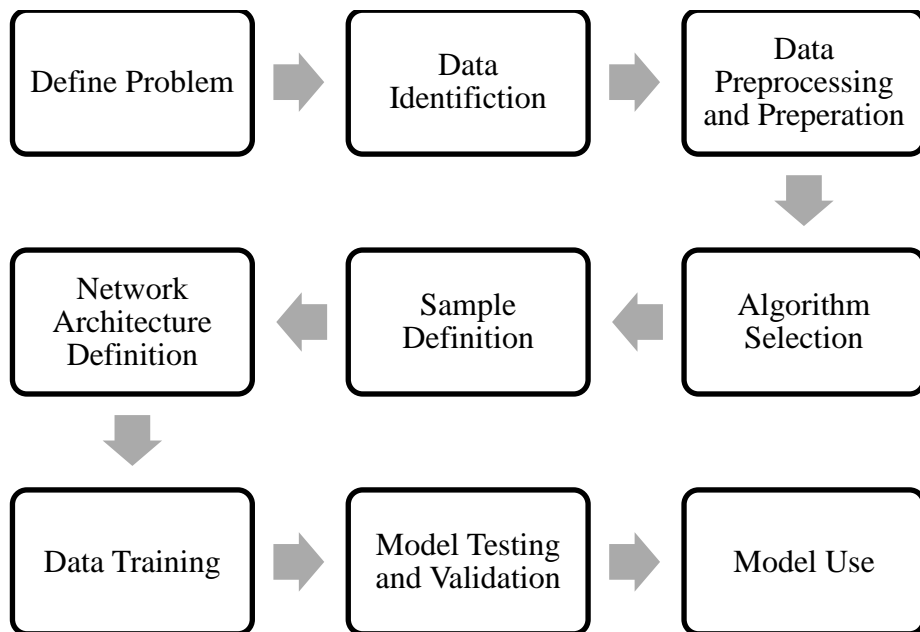 Define Problem
Data
Identifiction
Data
Preprocessing
and Preperation
Algorithm
Selection
Sample
Definition
Network
Architecture
Definition
Data Training
Model Testing
and Validation
Model Use